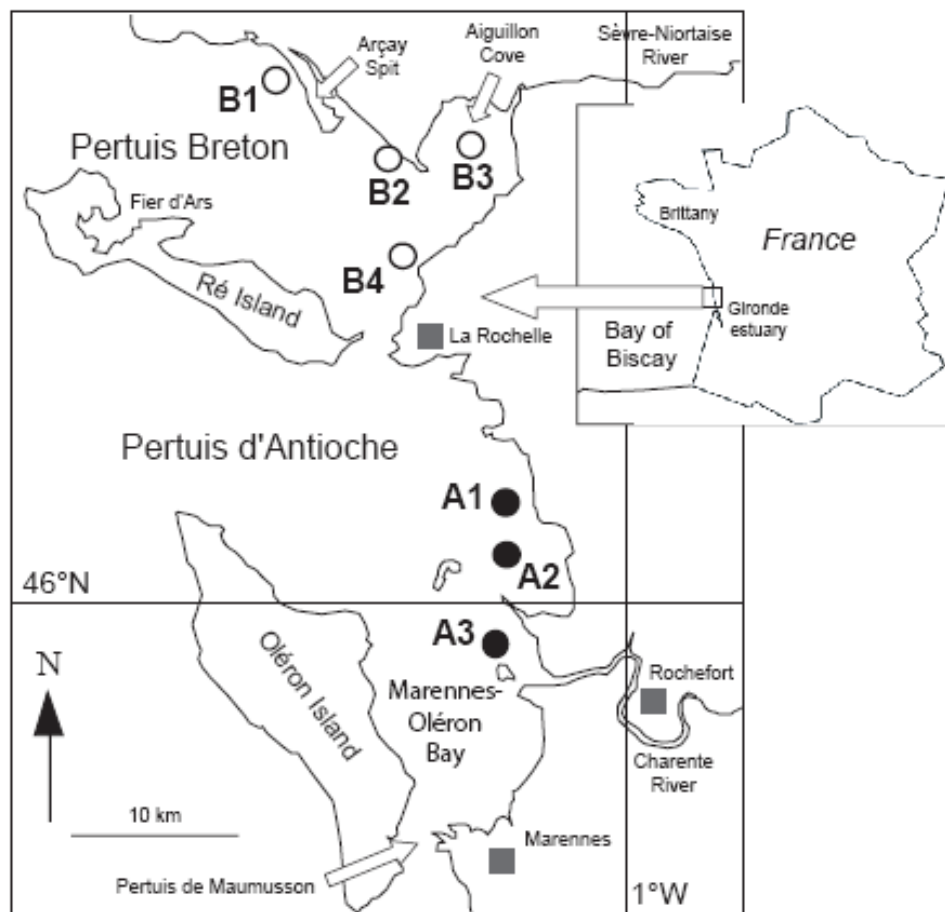 Arçay
Spit
Aiguillon
Cove
Sèvre-Niortaise
River
B1
Pertuis Breton
B2
B3
Fier d'Ars
Ré Island
B4
La Rochelle
Brittany
France
Gironde
estuary
Bay of
Biscay
Pertuis d'Antioche
A1
A2
46°N
A3
N
Oléron Island
Marennes-
Oléron
Bay
Rochefort
Charente
River
10 km
Marennes
Pertuis de Maumusson
1°W